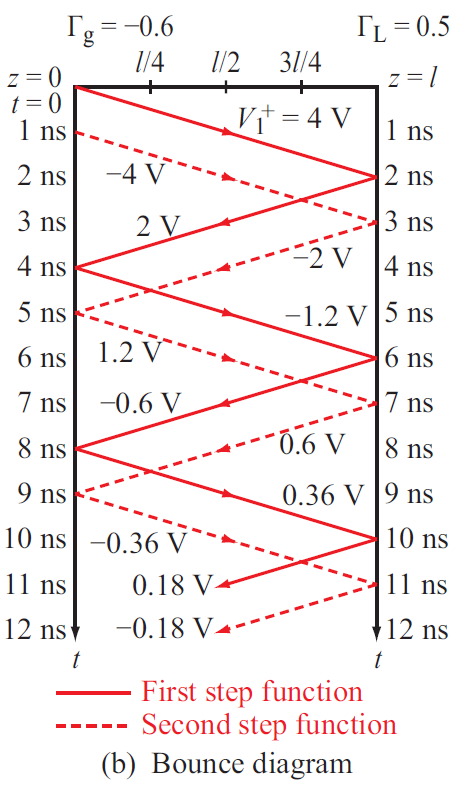 Γg = −0.6 ΓL = 0.5
l/4 l/2 3l/4
z = 0 z = l
t = 0
V1+ = 4 V
1 ns 1 ns
2 ns −4 V 2 ns
3 ns 2 V 3 ns
4 ns −2 V 4 ns
5 ns −1.2 V 5 ns
6 ns 1.2 V 6 ns
7 ns −0.6 V 7 ns
8 ns 0.6 V 8 ns
9 ns 0.36 V 9 ns
10 ns −0.36 V 10 ns
11 ns 0.18 V 11 ns
12 ns −0.18 V 12 ns
t t
First step function
Second step function
(b) Bounce diagram